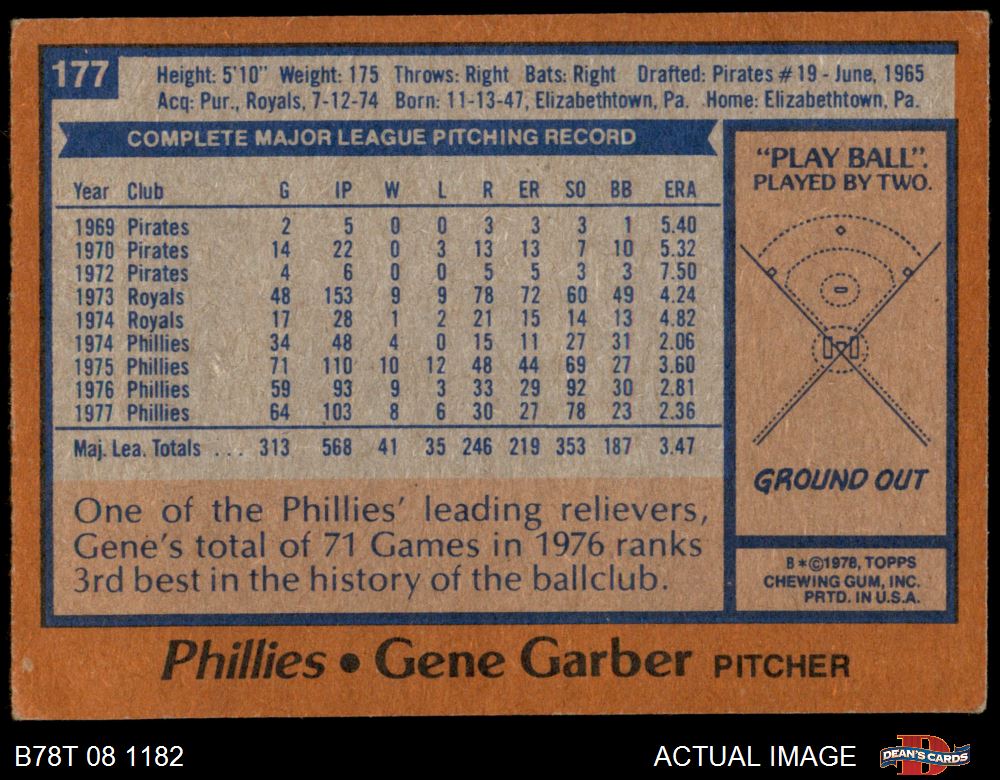 177
Height: 5'10" Weight: 175 Throws: Right Bats: Right Drafted: Pirates #19 - June, 1965
Acq: Pur., Royals, 7-12-74 Born: 11-13-47, Elizabethtown, Pa. Home: Elizabethtown, Pa.
COMPLETE MAJOR LEAGUE PITCHING RECORD
Year Club G IP W L R ER SO BB ERA
1969 Pirates 2 5 0 0 3 3 3 1 5.40
1970 Pirates 14 22 0 3 13 13 7 10 5.32
1972 Pirates 4 6 0 0 5 5 3 3 7.50
1973 Royals 48 153 9 9 78 72 60 49 4.24
1974 Royals 17 28 1 2 21 15 14 13 4.82
1974 Phillies 34 48 4 0 15 11 27 31 2.06
1975 Phillies 71 110 10 12 48 44 69 27 3.60
1976 Phillies 59 93 9 3 33 29 92 30 2.81
1977 Phillies 64 103 8 6 30 27 78 23 2.36
Maj. Lea. Totals ... 313 568 41 35 246 219 353 187 3.47
One of the Phillies' leading relievers,
Gene's total of 71 Games in 1976 ranks
3rd best in the history of the ballclub.
"PLAY BALL".
PLAYED BY TWO.
GROUND OUT
B*©1978, TOPPS
CHEWING GUM, INC.
PRTD. IN U.S.A.
Phillies • Gene Garber PITCHER
B78T 08 1182
ACTUAL IMAGE
DEAN'S CARDS